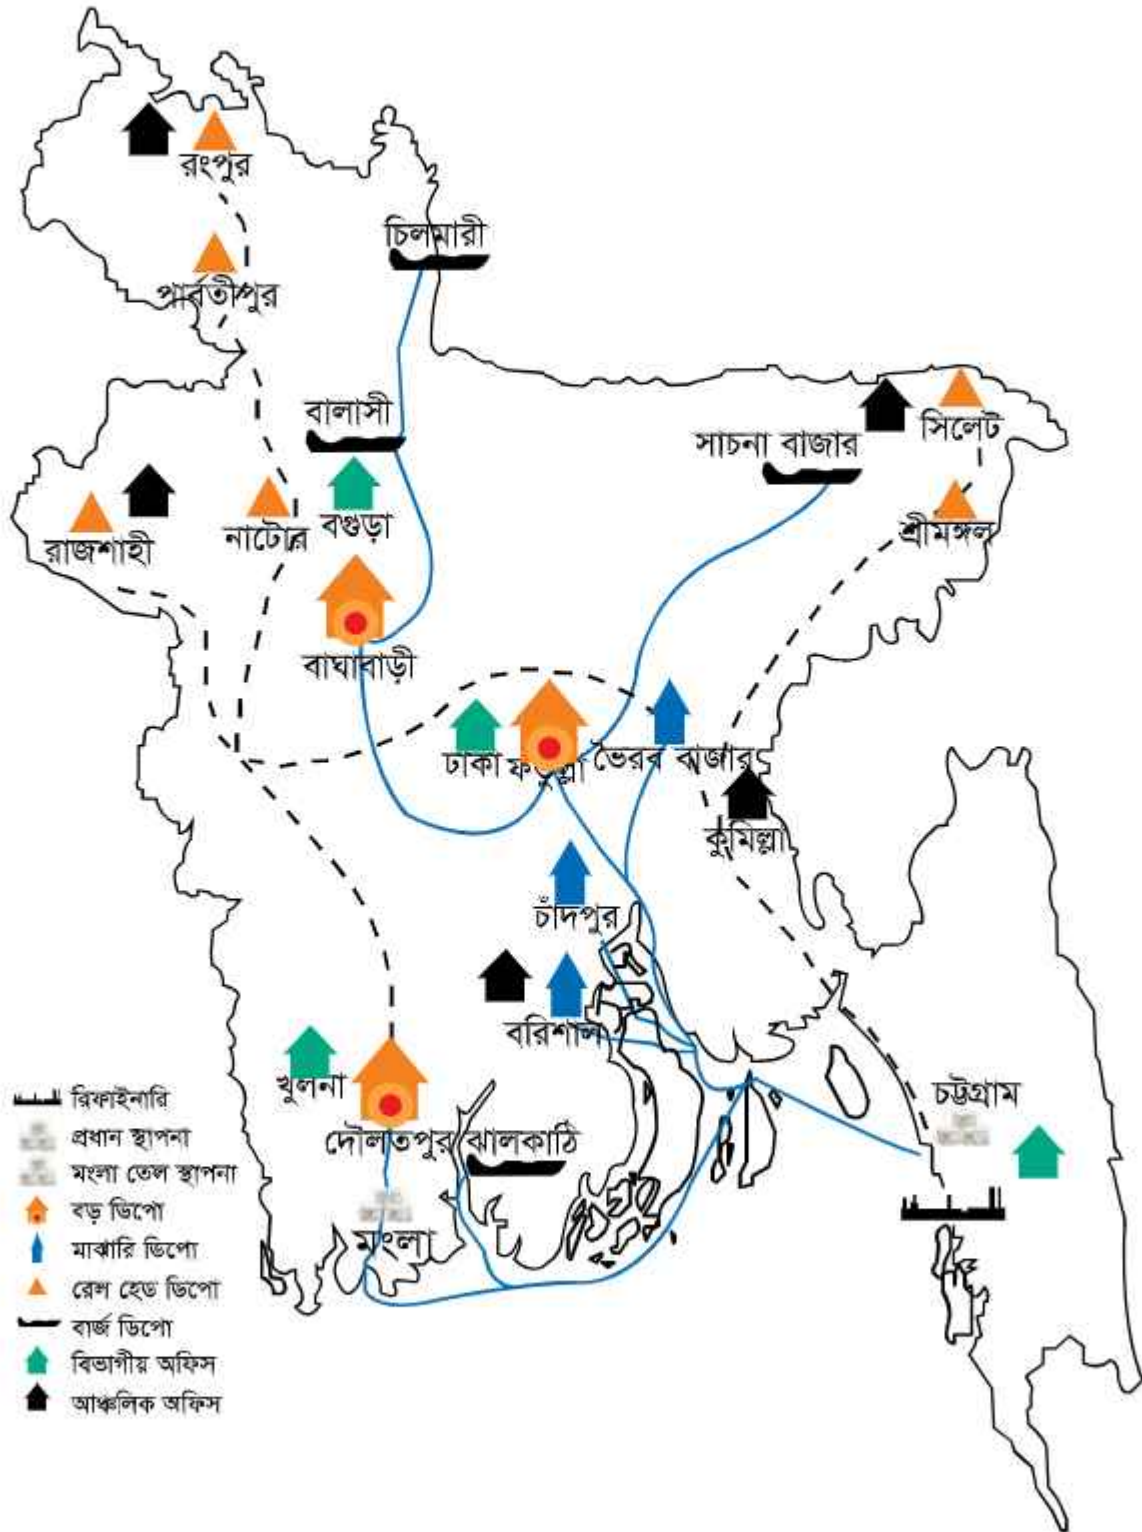 রংপুর
চিলমারী
পার্বতীপুর
বালাসী
সিলেট
সাচনা বাজার
রাজশাহী
নাটোর
বগুড়া
শ্রীমঙ্গল
বাঘাবাড়ী
ঢাকা
ফতুল্লা
ভৈরব বাজার
কুমিল্লা
চাঁদপুর
বরিশাল
খুলনা
চট্টগ্রাম
দৌলতপুর
ঝালকাঠি
মংলা
রিফাইনারি
প্রধান স্থাপনা
মংলা তেল স্থাপনা
বড় ডিপো
মাঝারি ডিপো
রেল হেড ডিপো
বার্জ ডিপো
বিভাগীয় অফিস
আঞ্চলিক অফিস